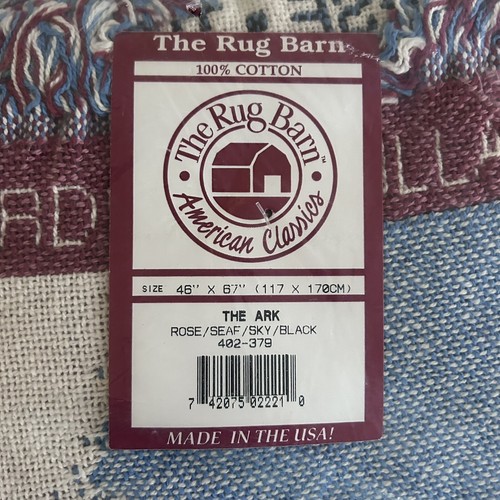 The Rug Barn
100% COTTON
The Rug Barn™
American Classics
SIZE 46" X 67" (117 X 170CM)
THE ARK
ROSE/SEAF/SKY/BLACK
402-379
7 42075 02221 0
MADE IN THE USA!